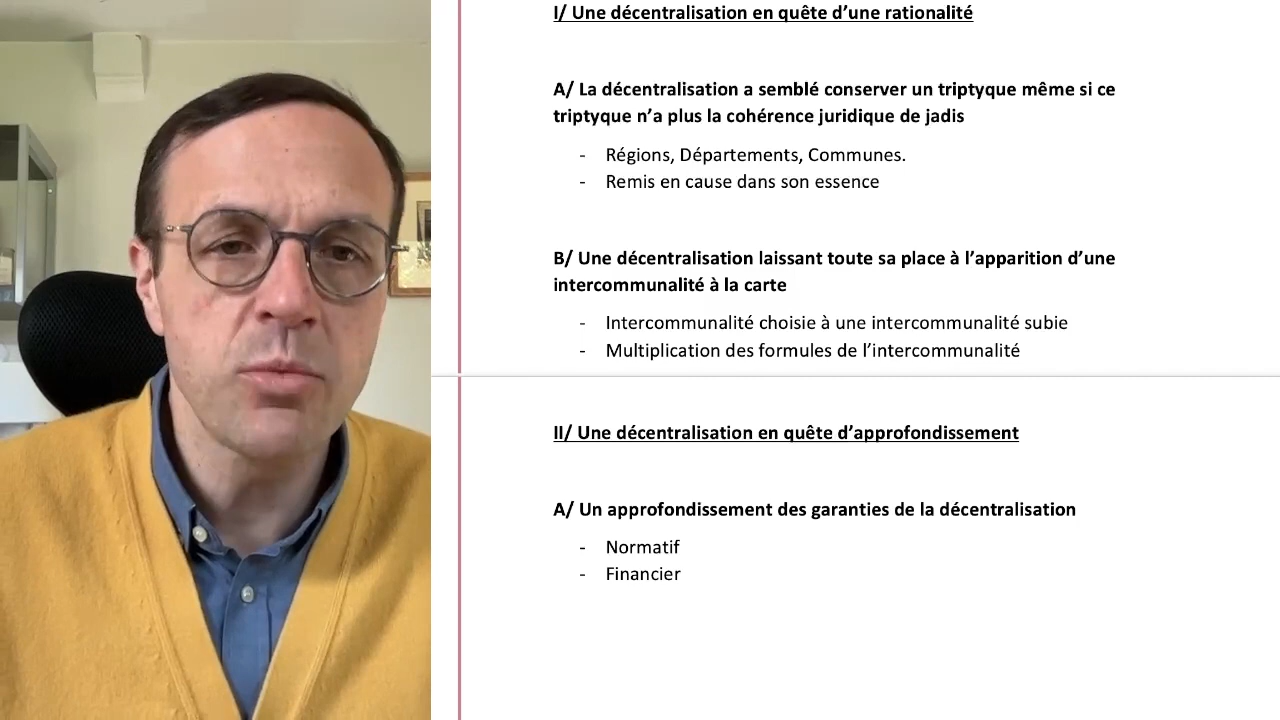 I/ Une décentralisation en quête d’une rationalité
A/ La décentralisation a semblé conserver un triptyque même si ce
triptyque n’a plus la cohérence juridique de jadis
- Régions, Départements, Communes.
- Remis en cause dans son essence
B/ Une décentralisation laissant toute sa place à l’apparition d’une
intercommunalité à la carte
- Intercommunalité choisie à une intercommunalité subie
- Multiplication des formules de l’intercommunalité
II/ Une décentralisation en quête d’approfondissement
A/ Un approfondissement des garanties de la décentralisation
- Normatif
- Financier